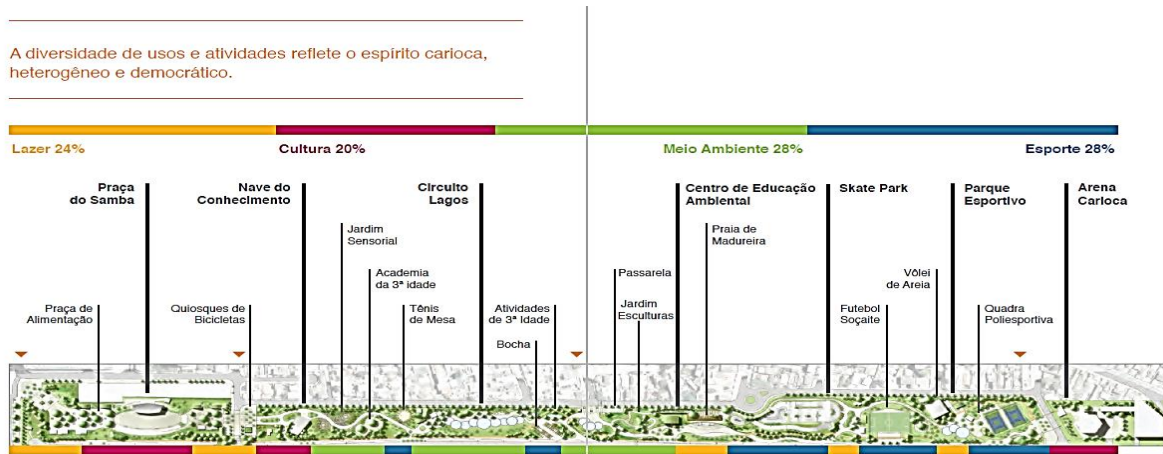 A diversidade de usos e atividades reflete o espírito carioca,
heterogêneo e democrático.
Lazer 24%
Cultura 20%
Meio Ambiente 28%
Esporte 28%
Praça
do Samba
Nave do
Conhecimento
Circuito
Lagos
Centro de Educação
Ambiental
Skate Park
Parque
Esportivo
Arena
Carioca
Jardim
Sensorial
Praia de
Madureira
Academia
da 3ª idade
Passarela
Vôlei
de Areia
Praça de
Alimentação
Quiosques de
Bicicletas
Tênis
de Mesa
Atividades
de 3ª Idade
Jardim
Esculturas
Futebol
Soçaite
Quadra
Poliesportiva
Bocha